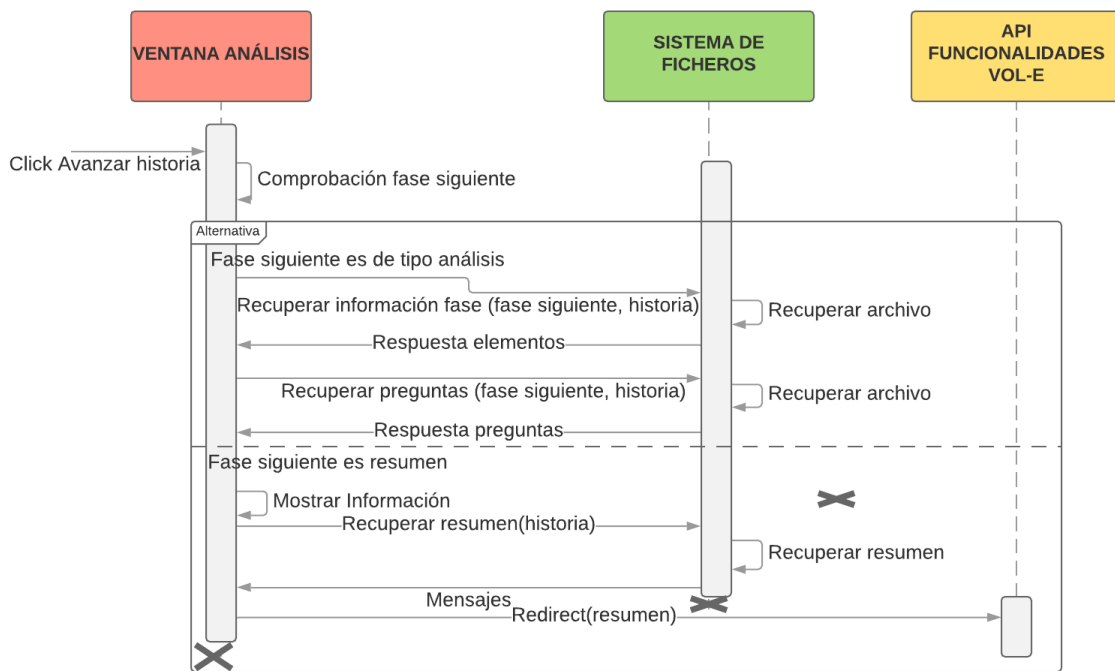 VENTANA ANÁLISIS
SISTEMA DE
FICHEROS
API
FUNCIONALIDADES
VOL-E
Click Avanzar historia
Comprobación fase siguiente
Alternativa
Fase siguiente es de tipo análisis
Recuperar información fase (fase siguiente, historia)
Recuperar archivo
Respuesta elementos
Recuperar preguntas (fase siguiente, historia)
Recuperar archivo
Respuesta preguntas
Fase siguiente es resumen
Mostrar Información
Recuperar resumen(historia)
Recuperar resumen
Mensajes
Redirect(resumen)